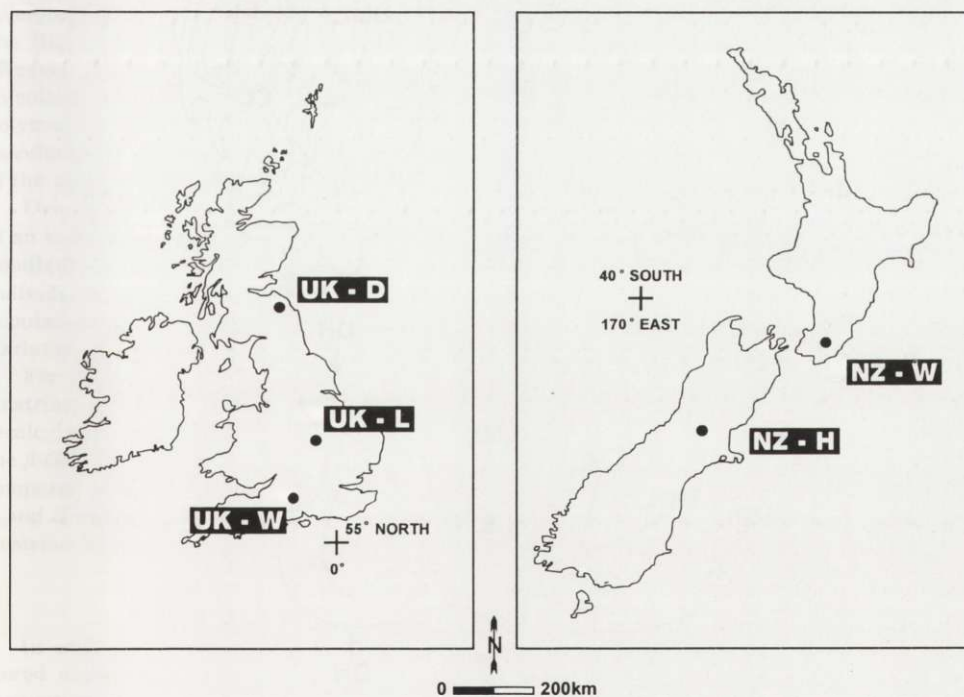 UK - D
UK - L
UK - W
55° NORTH
0°
40° SOUTH
170° EAST
NZ - W
NZ - H
N
0 200km